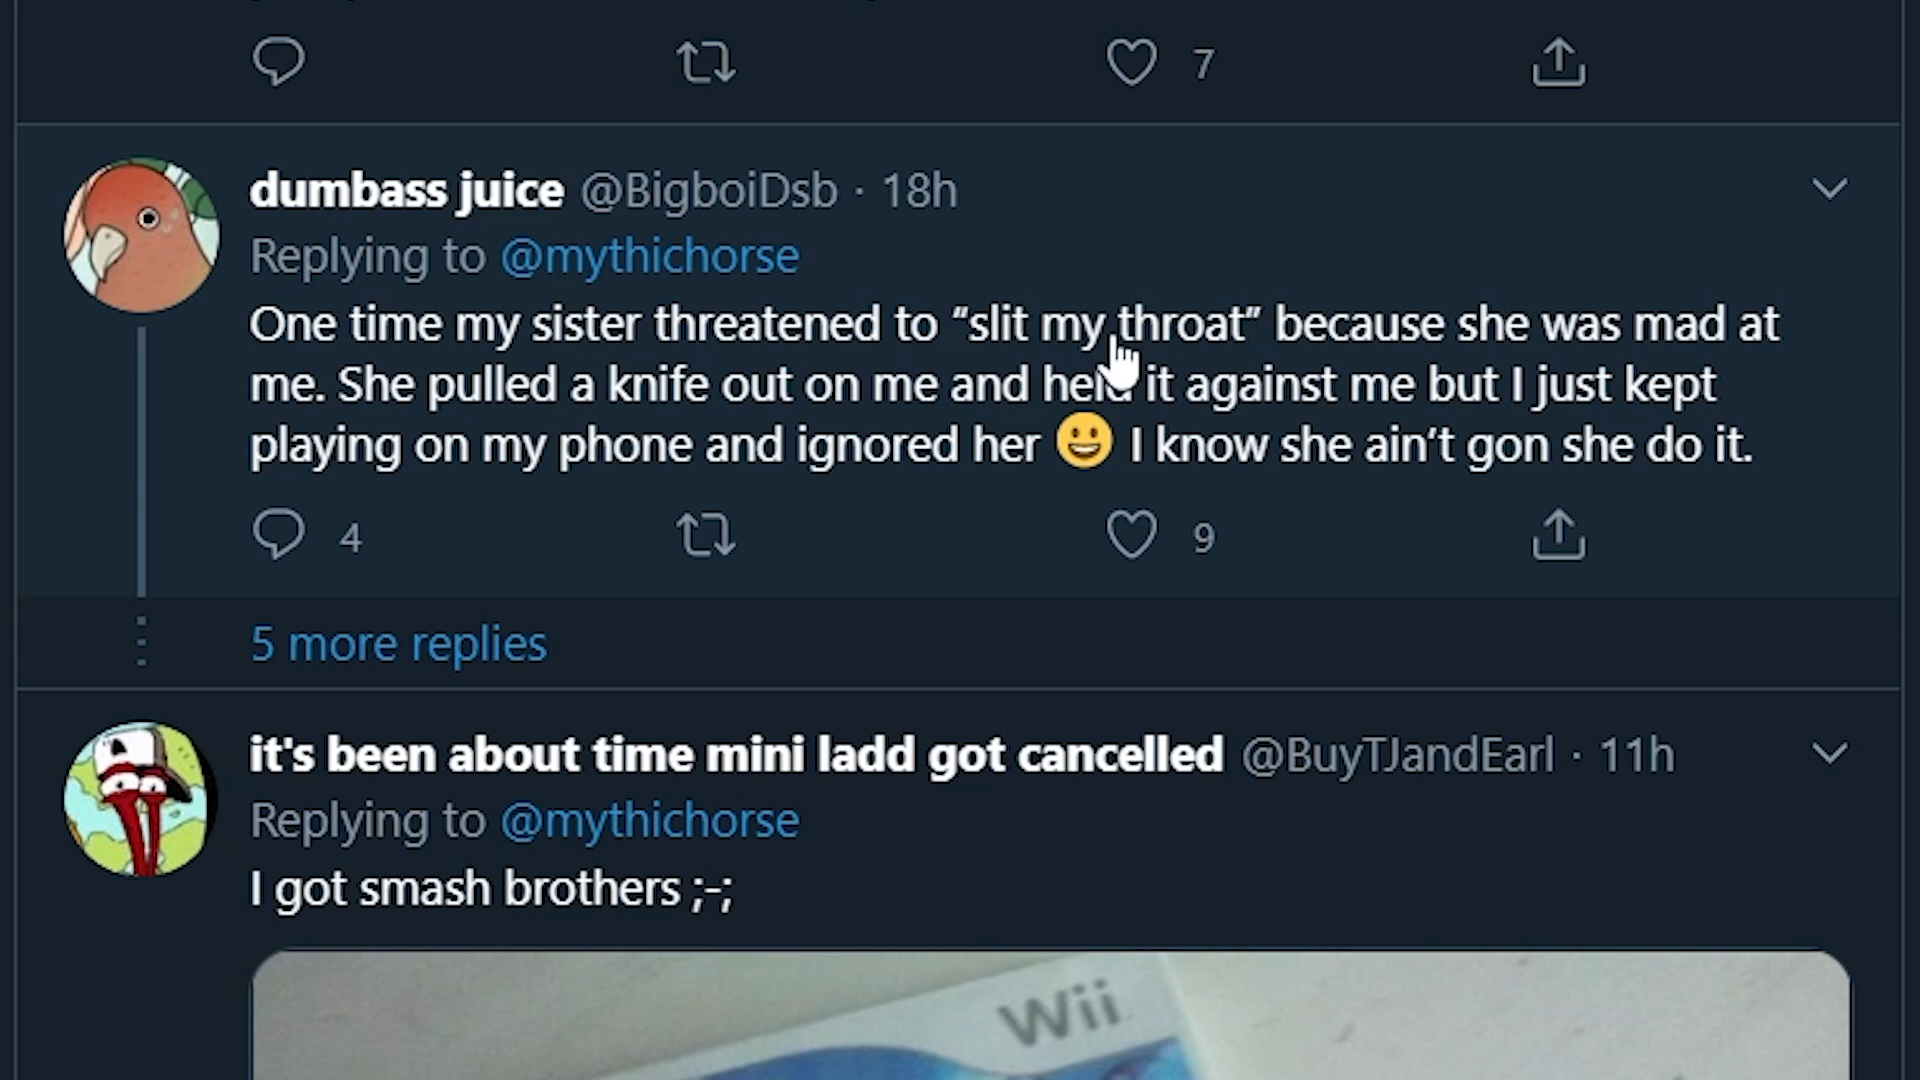 7
dumbass juice @BigboiDsb · 18h
Replying to @mythichorse
One time my sister threatened to “slit my throat” because she was mad at
me. She pulled a knife out on me and held it against me but I just kept
playing on my phone and ignored her 😀 I know she ain’t gon she do it.
4 9
5 more replies
it's been about time mini ladd got cancelled @BuyTJandEarl · 11h
Replying to @mythichorse
I got smash brothers ;-;
Wii